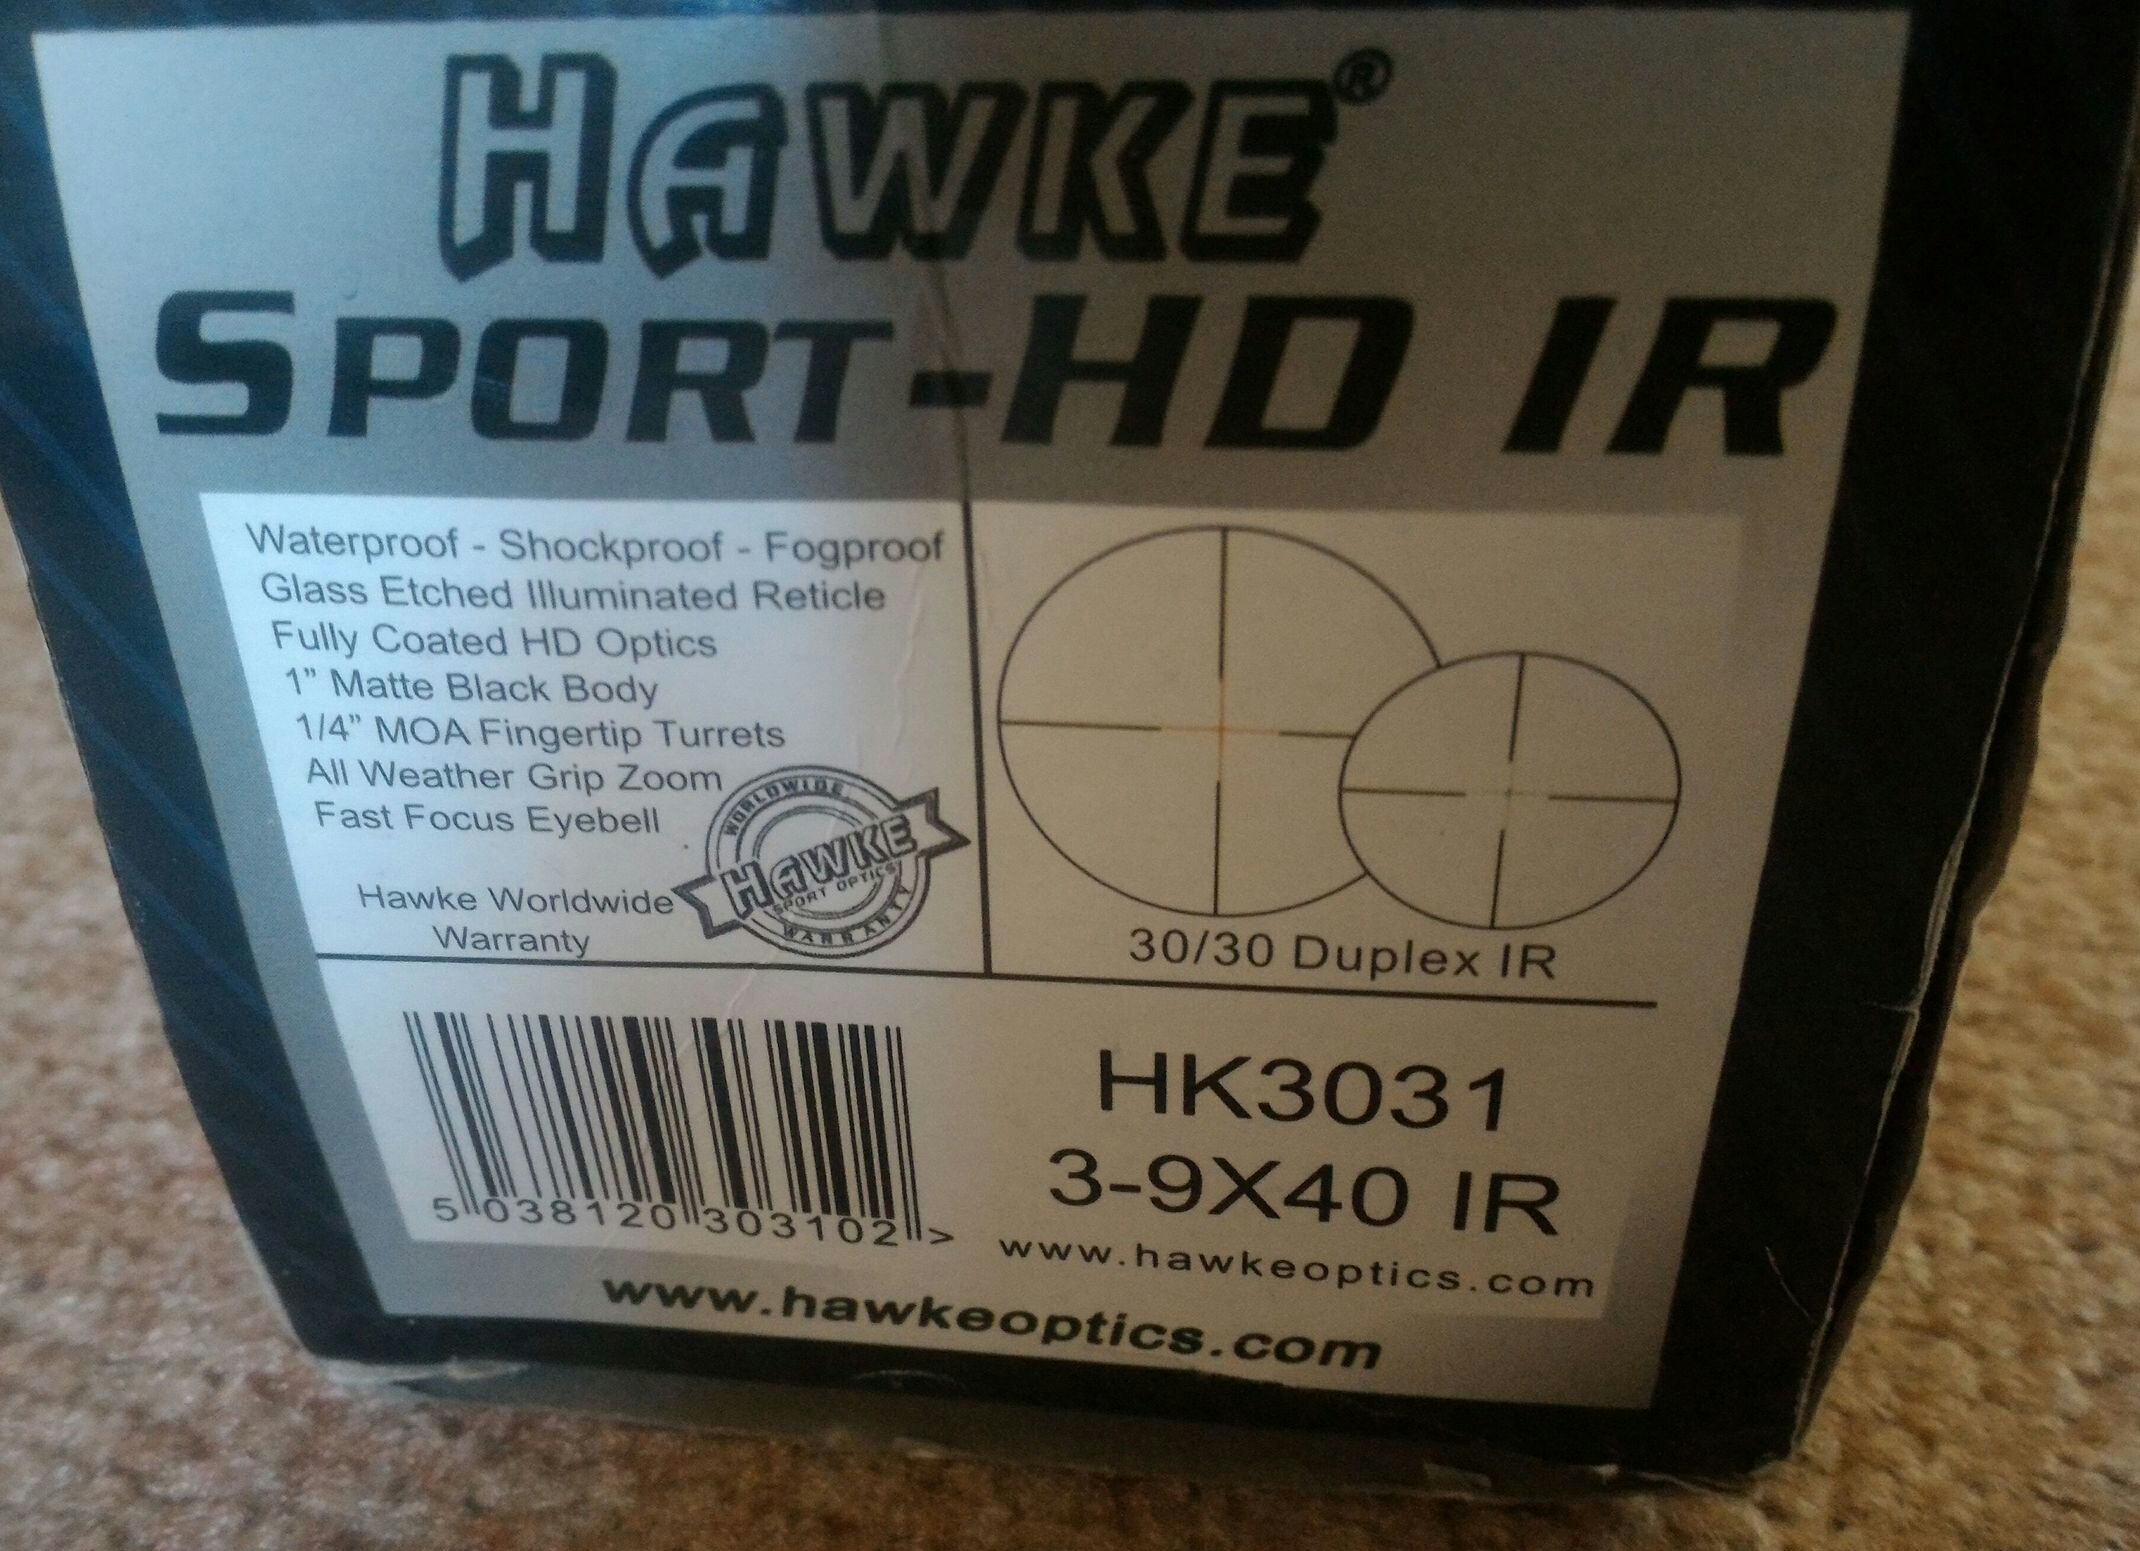 HAWKE®
SPORT-HD IR
Waterproof - Shockproof - Fogproof
Glass Etched Illuminated Reticle
Fully Coated HD Optics
1” Matte Black Body
1/4” MOA Fingertip Turrets
All Weather Grip Zoom
Fast Focus Eyebell
Hawke Worldwide
Warranty
WORLDWIDE
HAWKE
SPORT OPTICS
WARRANTY
30/30 Duplex IR
5 038120 303102 >
HK3031
3-9X40 IR
www.hawkeoptics.com
www.hawkeoptics.com